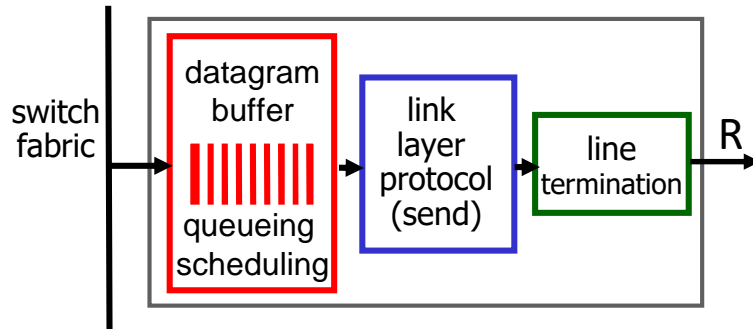 switch
fabric
datagram
buffer
queueing
scheduling
link
layer
protocol
(send)
line
termination
R